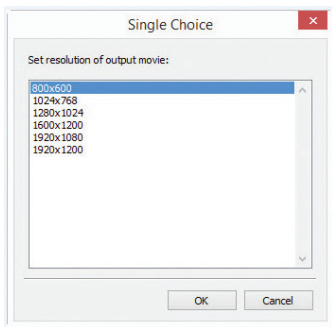 Single Choice
Set resolution of output movie:
800x600
1024x768
1280x1024
1600x1200
1920x1080
1920x1200
OK Cancel